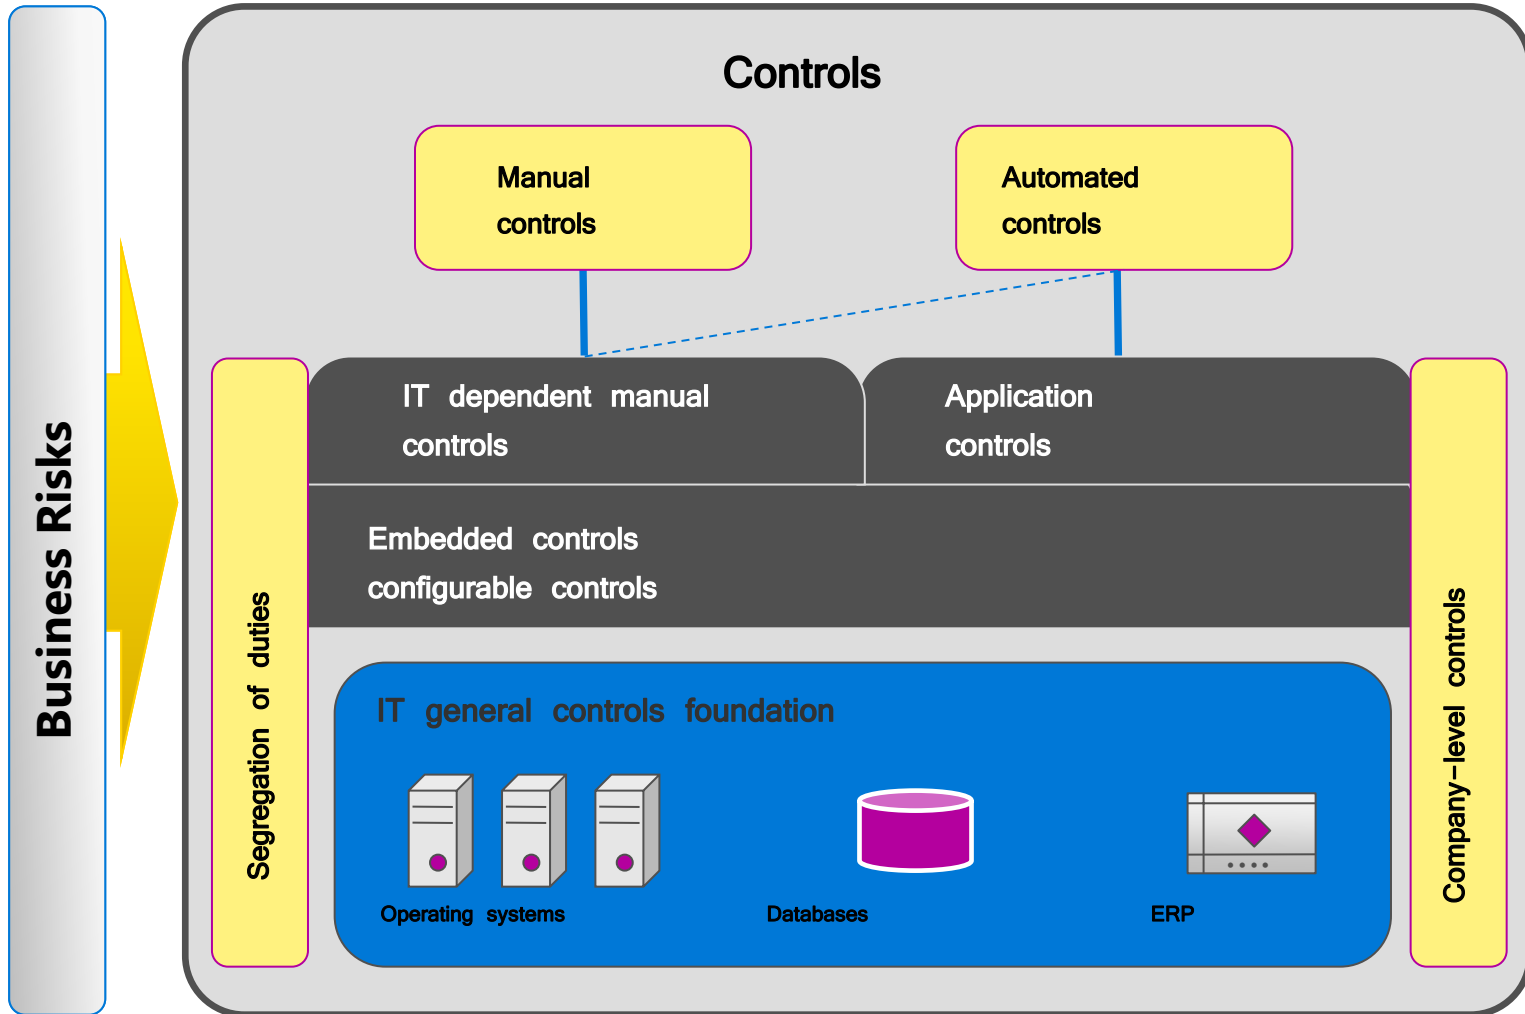 Business Risks
Controls
Manual
controls
Automated
controls
IT dependent manual
controls
Application
controls
Embedded controls
configurable controls
Segregation of duties
Company-level controls
IT general controls foundation
Operating systems
Databases
ERP